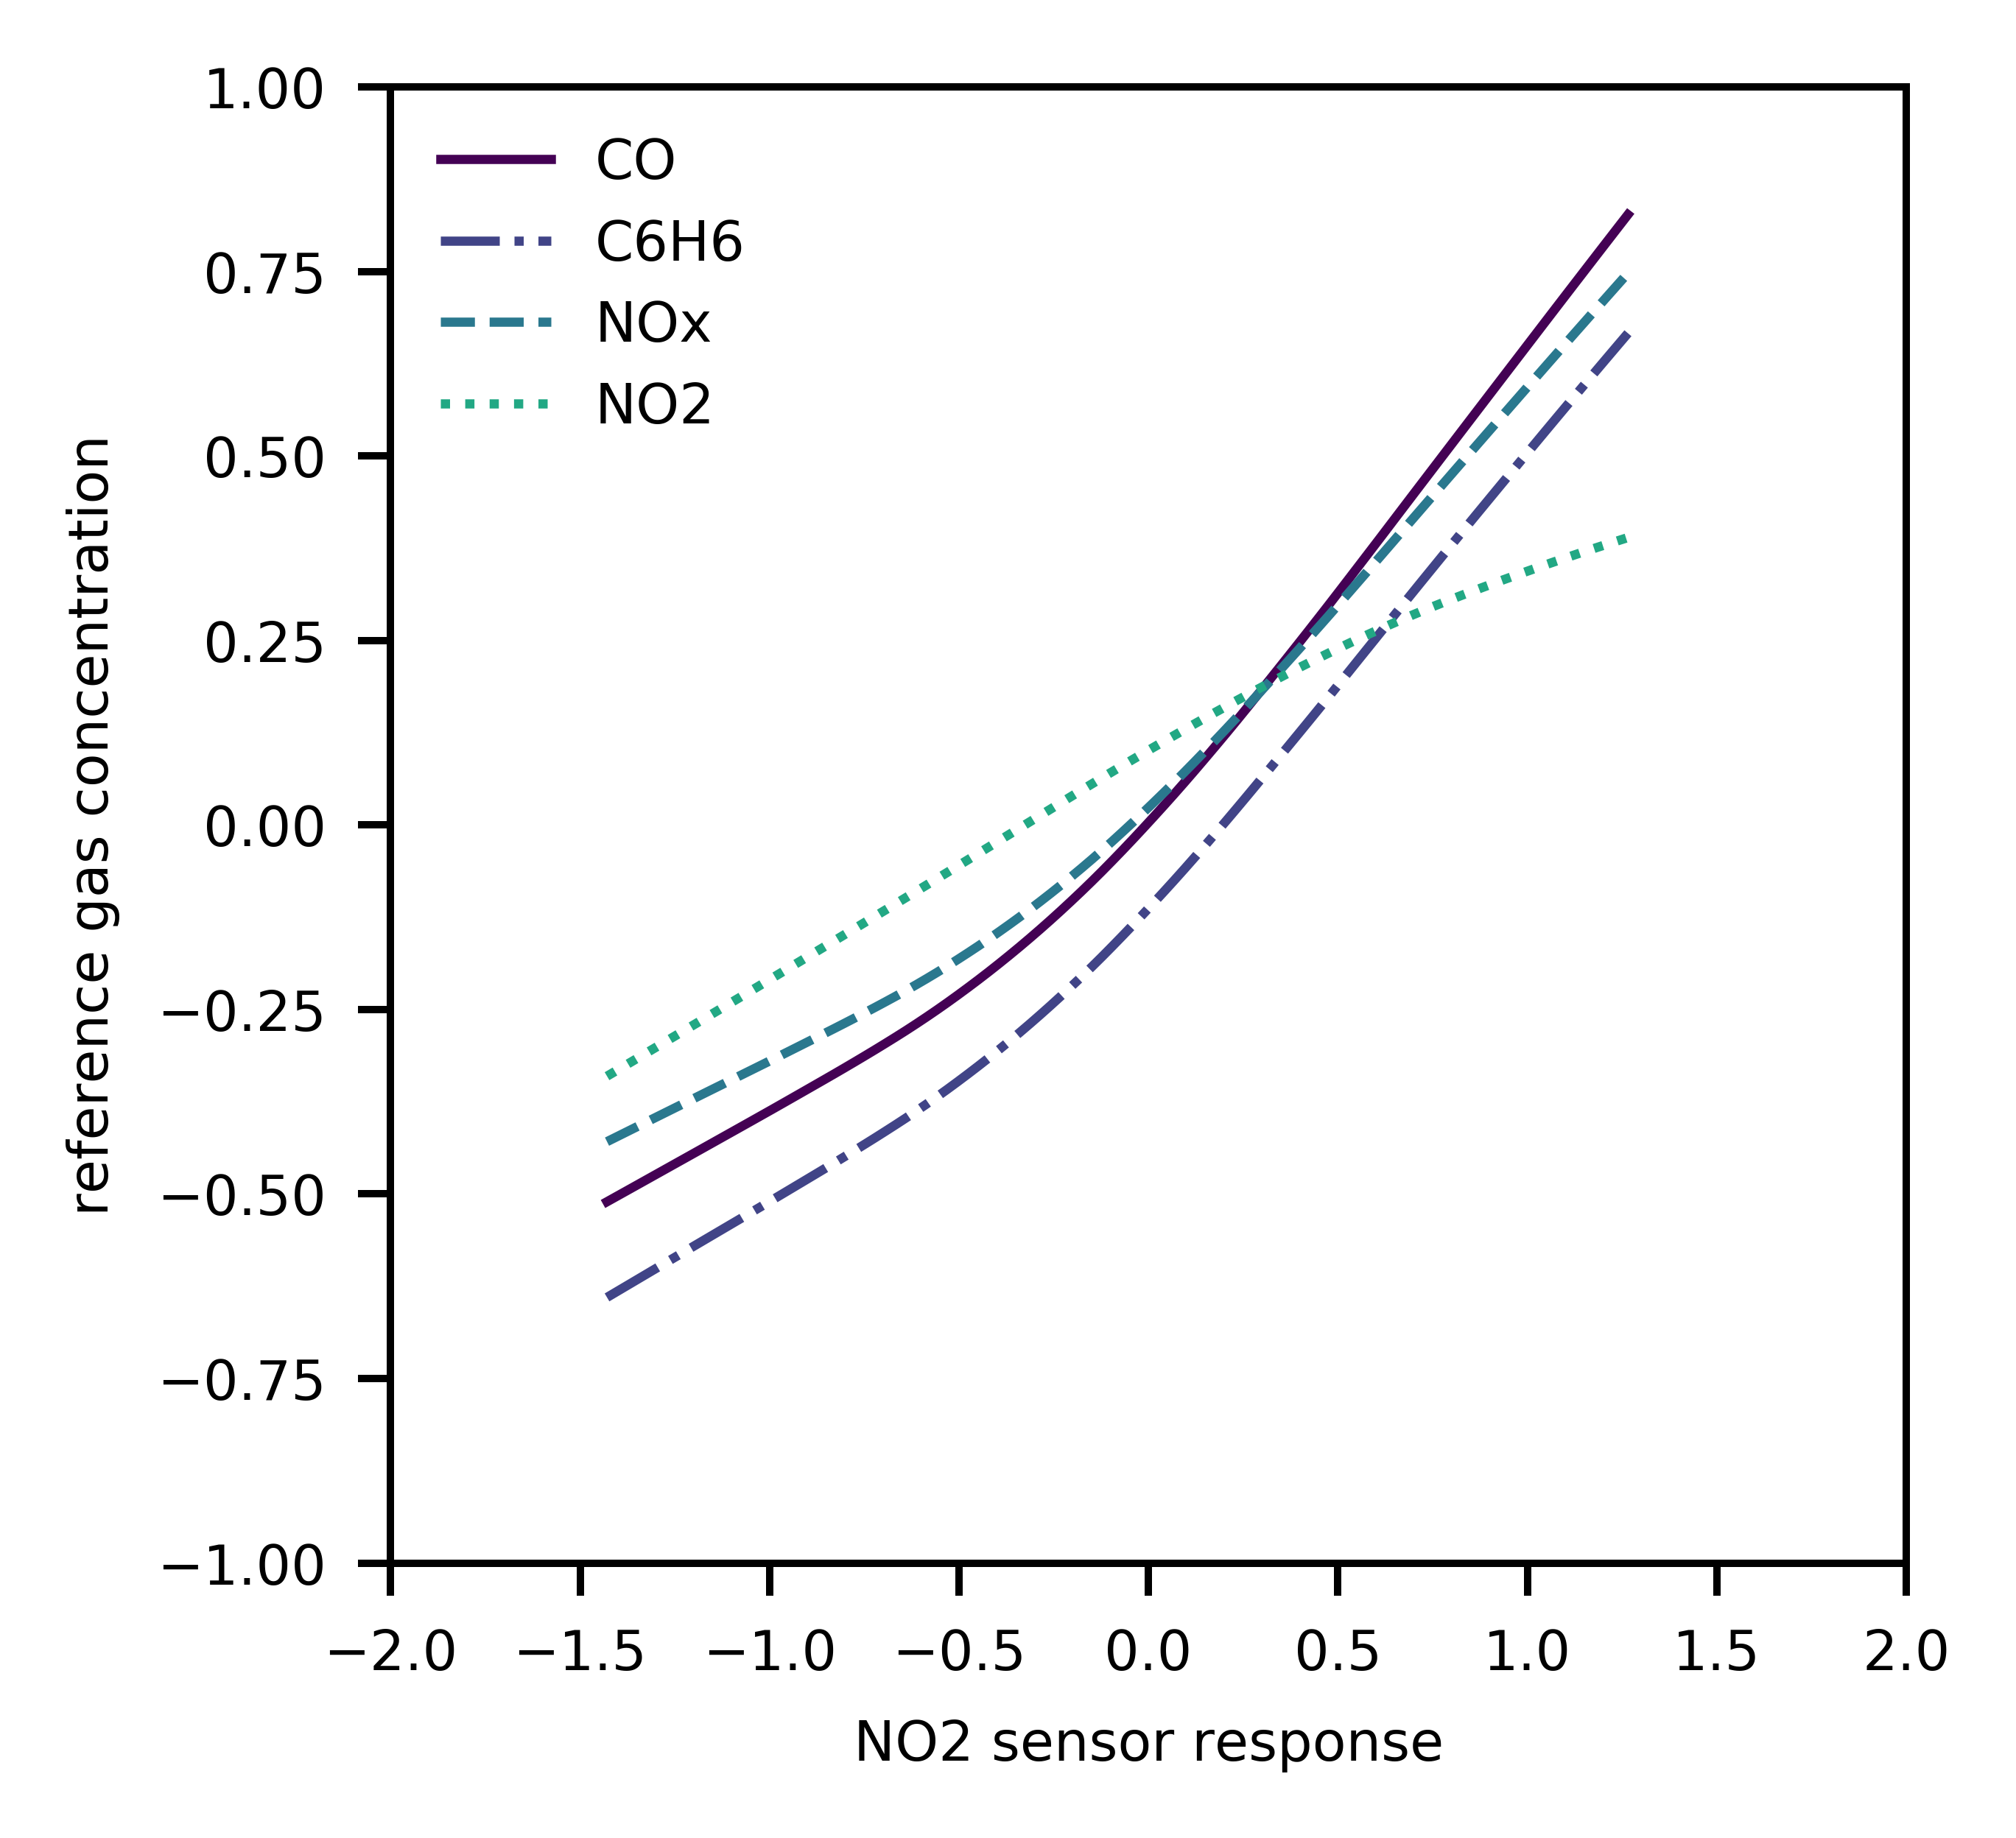 1.00
0.75
0.50
0.25
0.00
−0.25
−0.50
−0.75
−1.00
reference gas concentration
CO
C6H6
NOx
NO2
−2.0 −1.5 −1.0 −0.5 0.0 0.5 1.0 1.5 2.0
NO2 sensor response